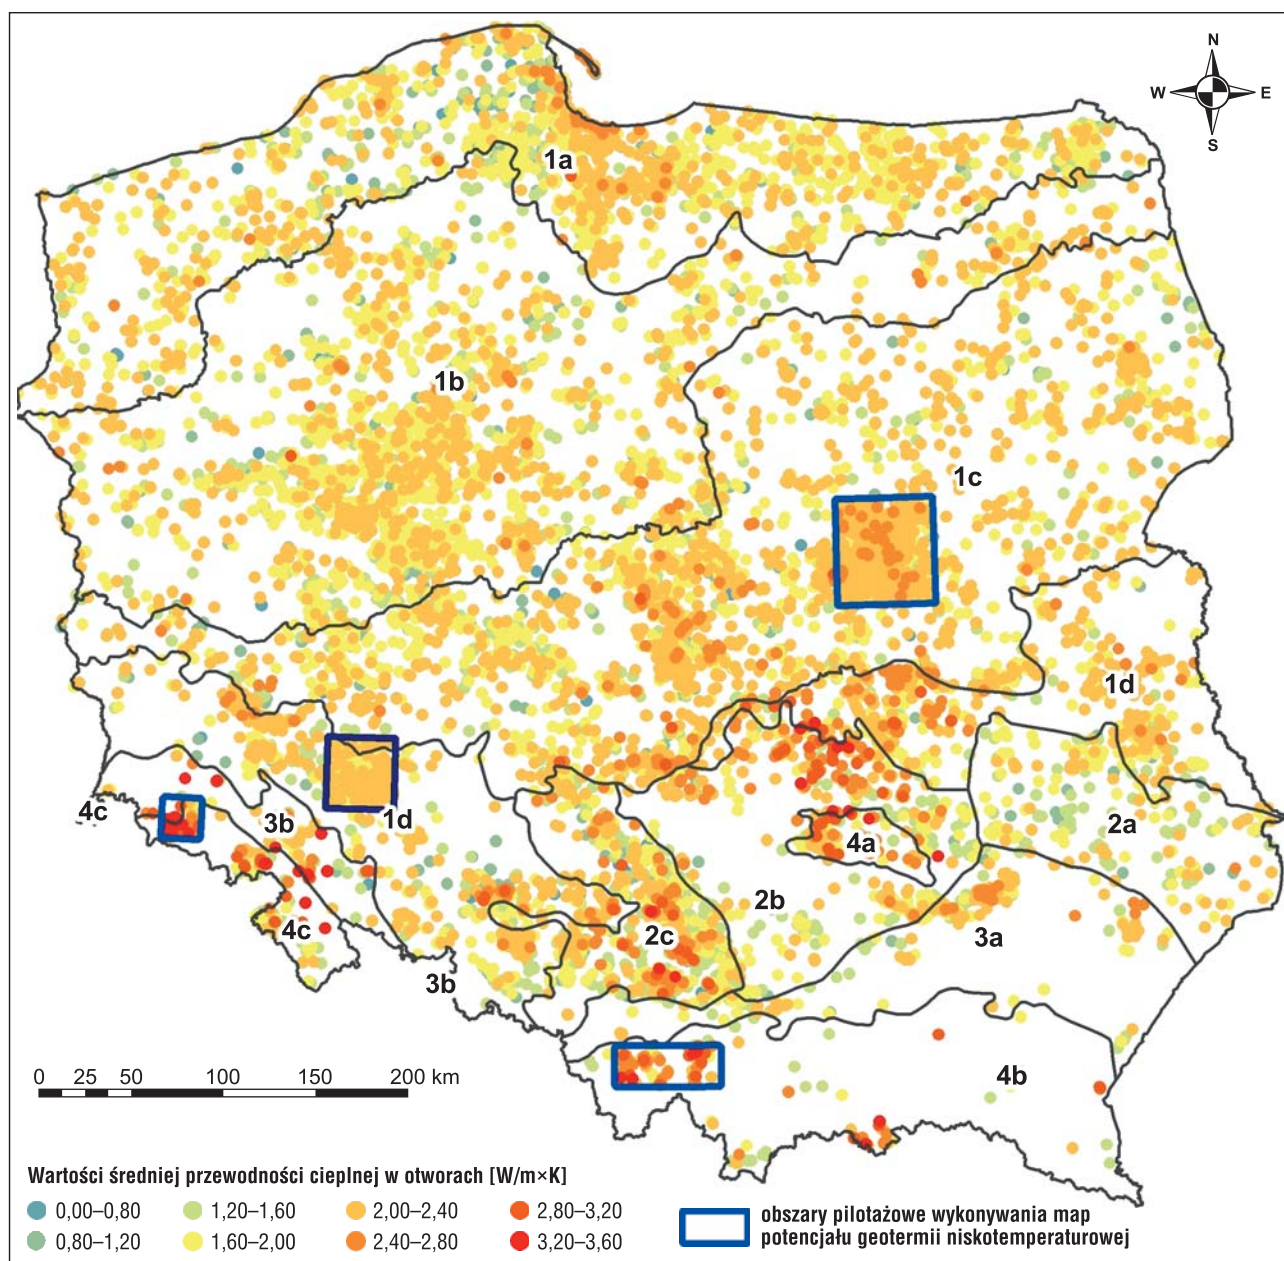 N
W E
S
1a
1b
1c
1d
4c
3b
1d
2a
4a
2b
4c
2c
3a
3b
4b
0 25 50 100 150 200 km
Wartości średniej przewodności cieplnej w otworach [W/m×K]
0,00–0,80 1,20–1,60 2,00–2,40 2,80–3,20
0,80–1,20 1,60–2,00 2,40–2,80 3,20–3,60
obszary pilotażowe wykonywania map
potencjału geotermii niskotemperaturowej